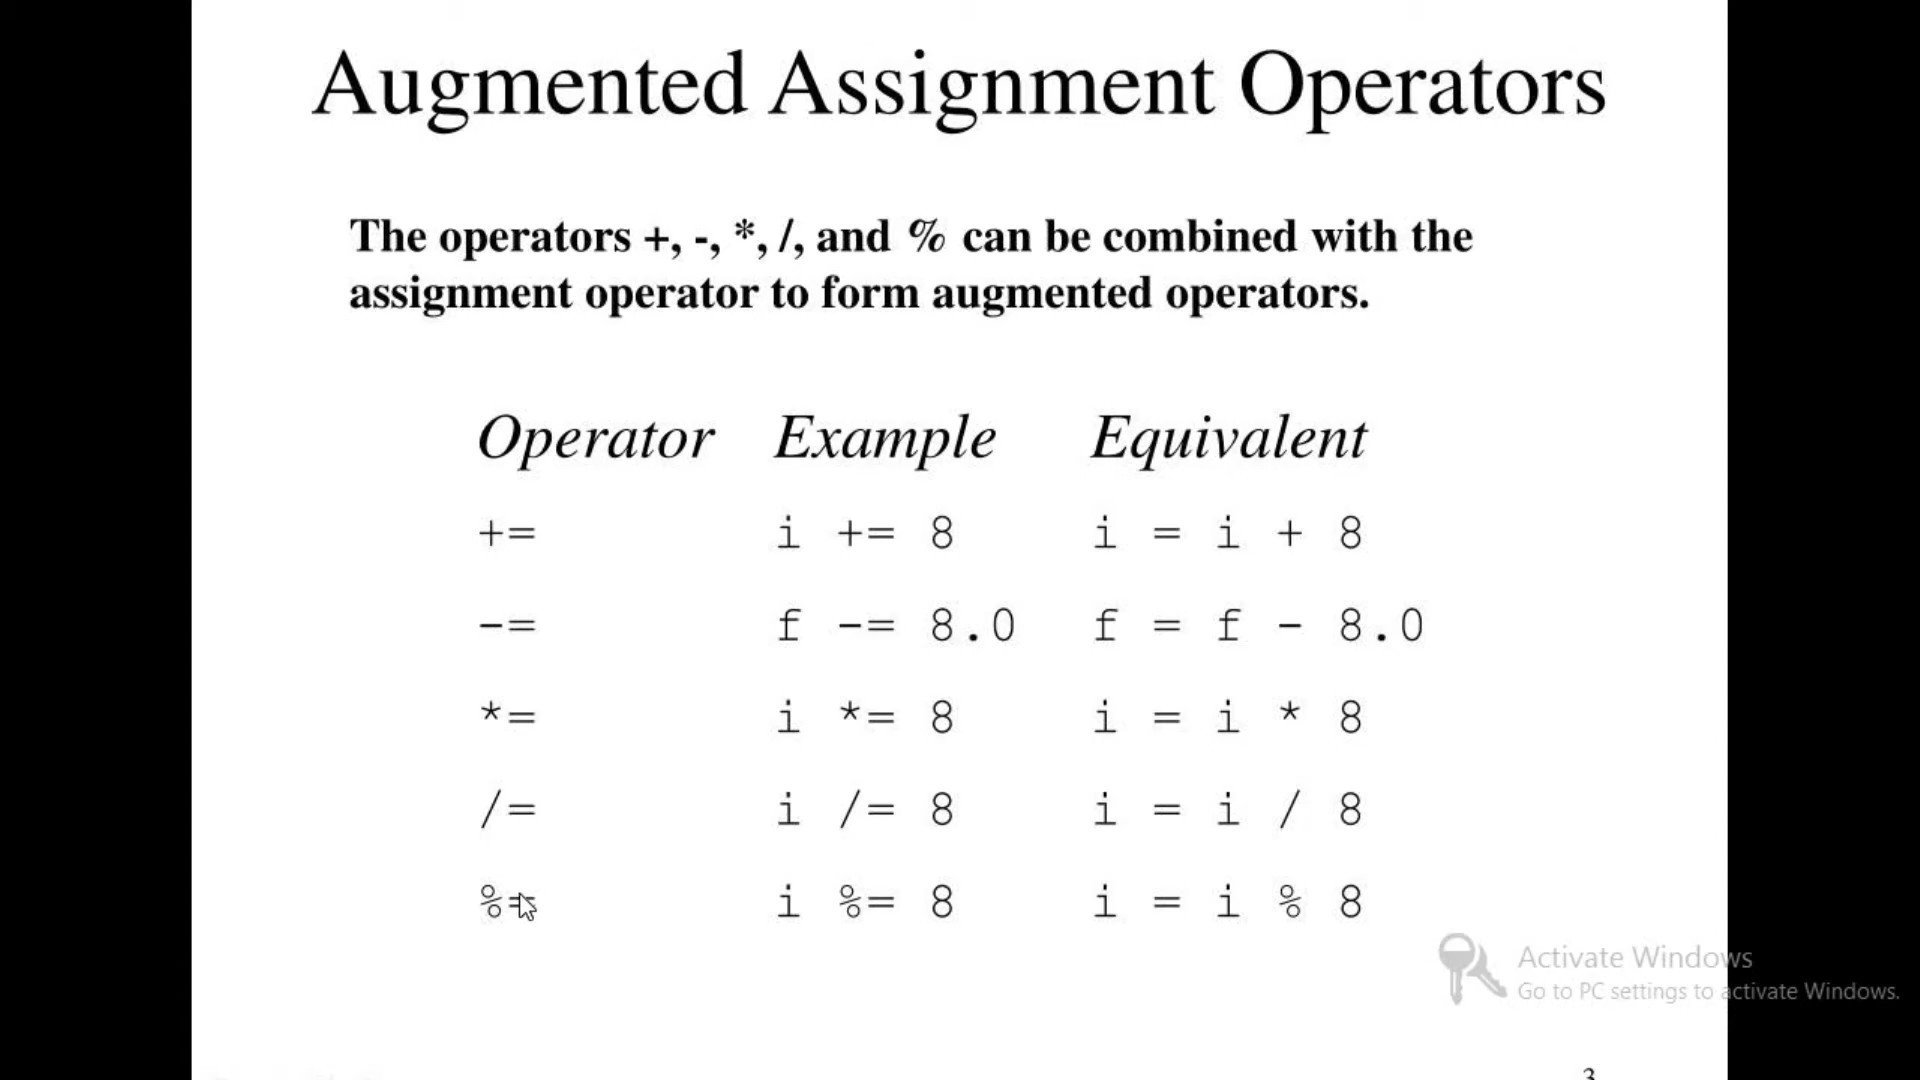 Augmented Assignment Operators
The operators +, -, *, /, and % can be combined with the
assignment operator to form augmented operators.
Operator Example Equivalent
+= i += 8 i = i + 8
-= f -= 8.0 f = f - 8.0
*= i *= 8 i = i * 8
/= i /= 8 i = i / 8
%= i %= 8 i = i % 8
Activate Windows
Go to PC settings to activate Windows.
3